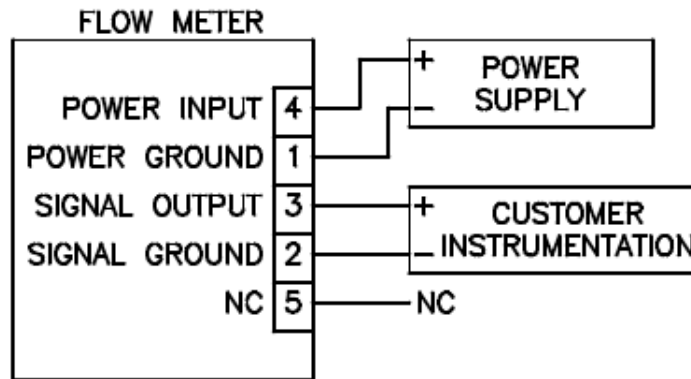 FLOW METER
POWER INPUT 4
POWER GROUND 1
SIGNAL OUTPUT 3
SIGNAL GROUND 2
NC 5
+ POWER
- SUPPLY
+ CUSTOMER
- INSTRUMENTATION
NC